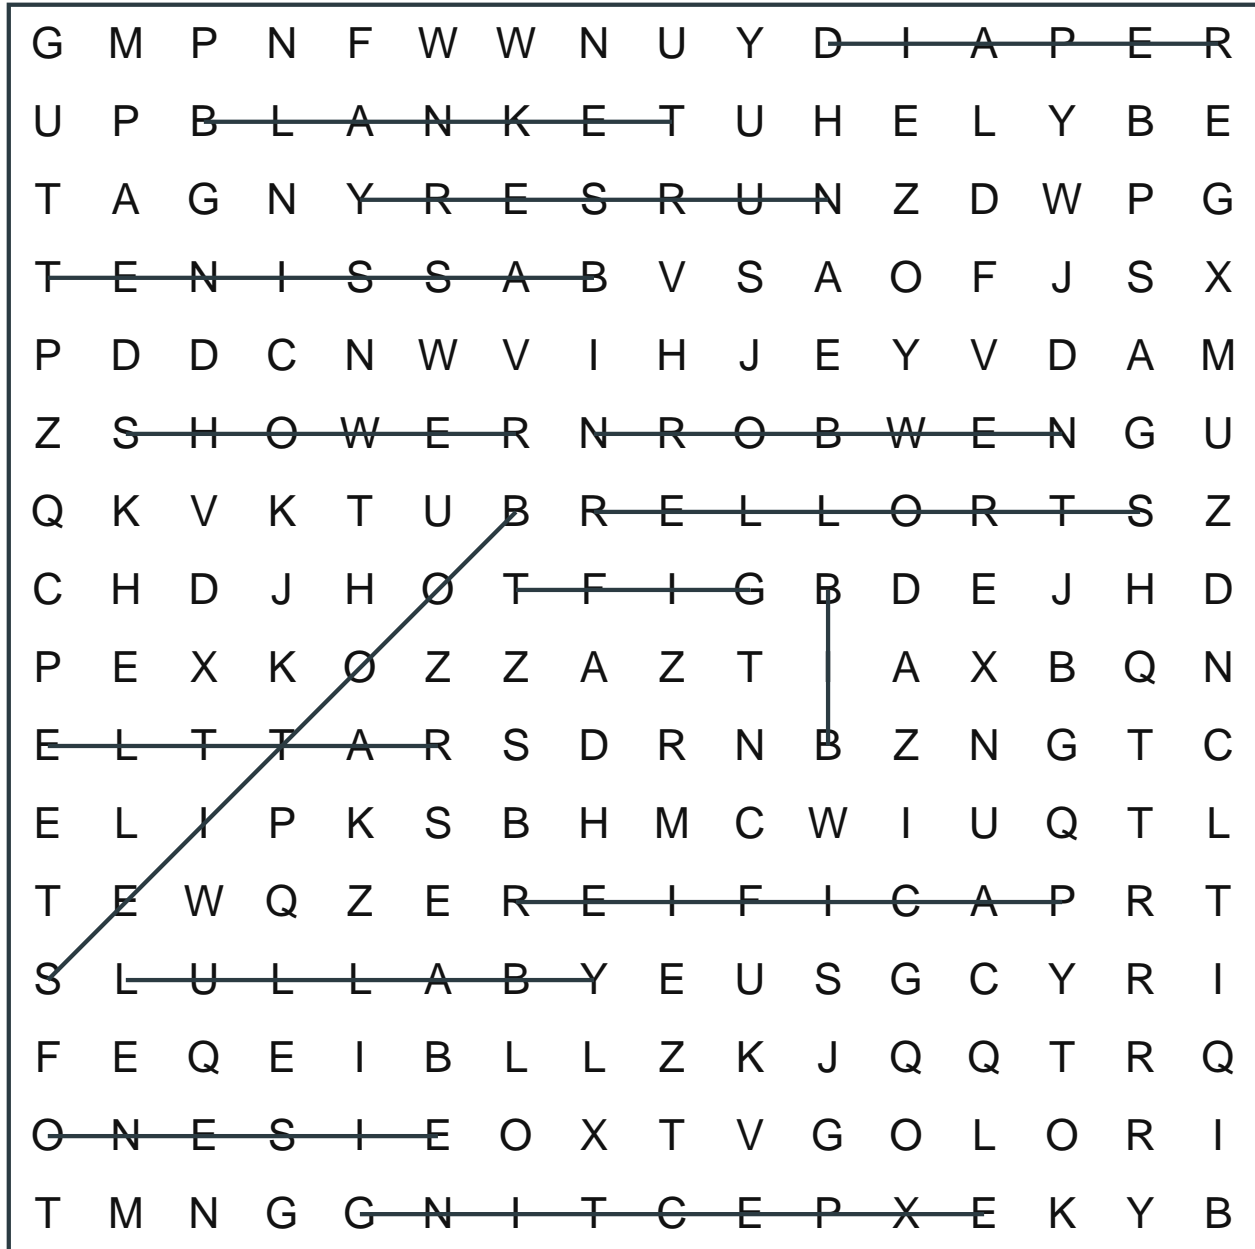 G M P N F W W N U Y D I A P E R
U P B L A N K E T U H E L Y B E
T A G N Y R E S R U N Z D W P G
T E N I S S A B V S A O F J S X
P D D C N W V I H J E Y V D A M
Z S H O W E R N R O B W E N G U
Q K V K T U B R E L L O R T S Z
C H D J H O T F I G B D E J H D
P E X K O Z Z A Z T I A X B Q N
E L T T A R S D R N B Z N G T C
E L I P K S B H M C W I U Q T L
T E W Q Z E R E I F I C A P R T
S L U L L A B Y E U S G C Y R I
F E Q E I B L L Z K J Q Q T R Q
O N E S I E O X T V G O L O R I
T M N G G N I T C E P X E K Y B